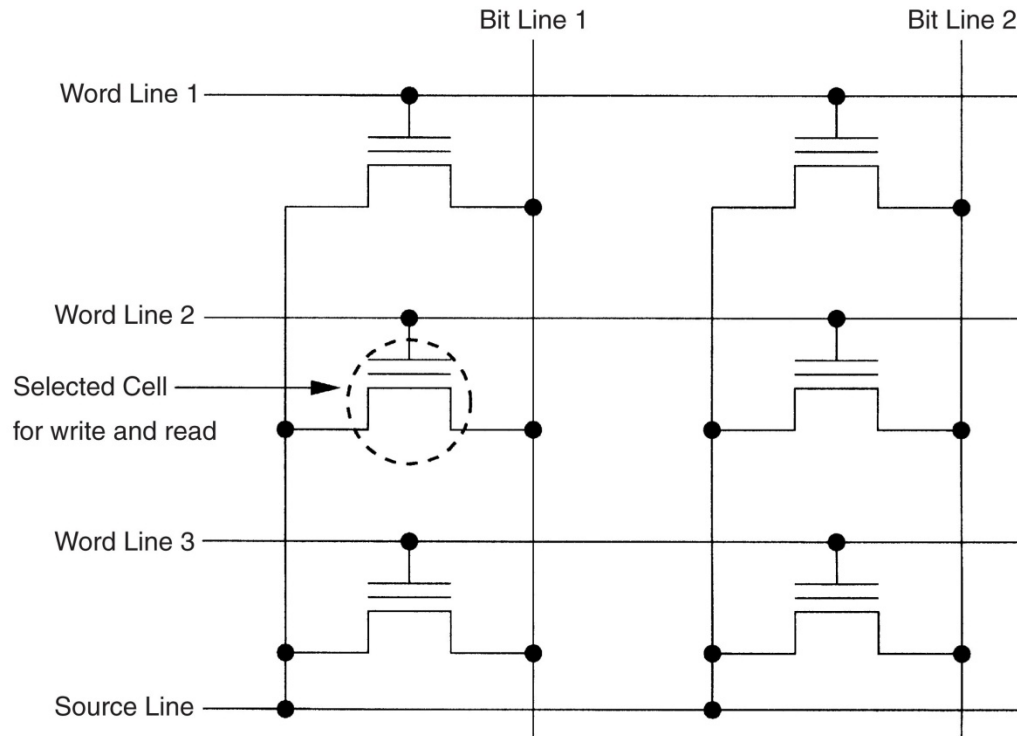 Bit Line 1
Bit Line 2
Word Line 1
Word Line 2
Selected Cell
for write and read
Word Line 3
Source Line